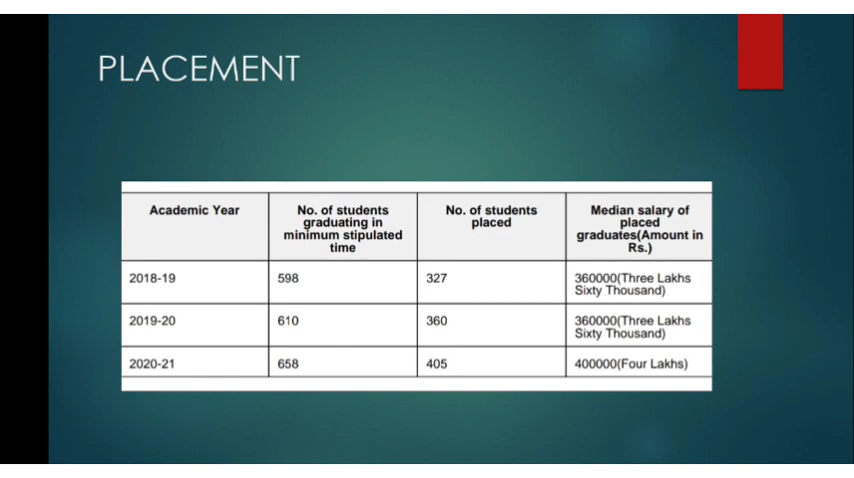 PLACEMENT
Academic Year
No. of students
graduating in
minimum stipulated
time
No. of students
placed
Median salary of
placed
graduates(Amount in
Rs.)
2018-19
598
327
360000(Three Lakhs
Sixty Thousand)
2019-20
610
360
360000(Three Lakhs
Sixty Thousand)
2020-21
658
405
400000(Four Lakhs)